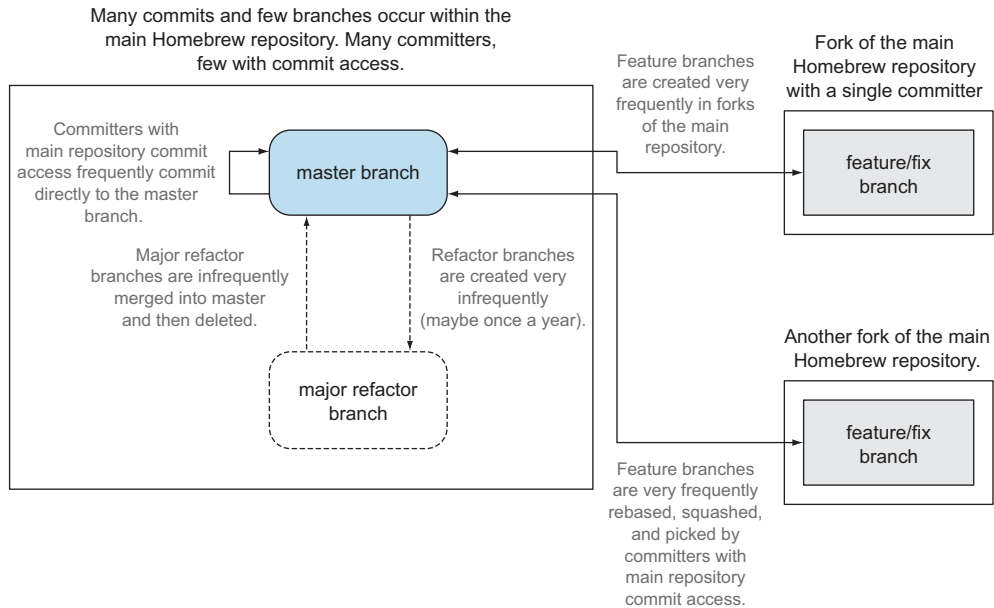 Many commits and few branches occur within the
main Homebrew repository. Many committers,
few with commit access.
Committers with
main repository commit
access frequently commit
directly to the master
branch.
master branch
Major refactor
branches are infrequently
merged into master
and then deleted.
Refactor branches
are created very
infrequently
(maybe once a year).
major refactor
branch
Feature branches
are created very
frequently in forks
of the main
repository.
Fork of the main
Homebrew repository
with a single committer
feature/fix
branch
Another fork of the main
Homebrew repository.
feature/fix
branch
Feature branches
are very frequently
rebased, squashed,
and picked by
committers with
main repository
commit access.